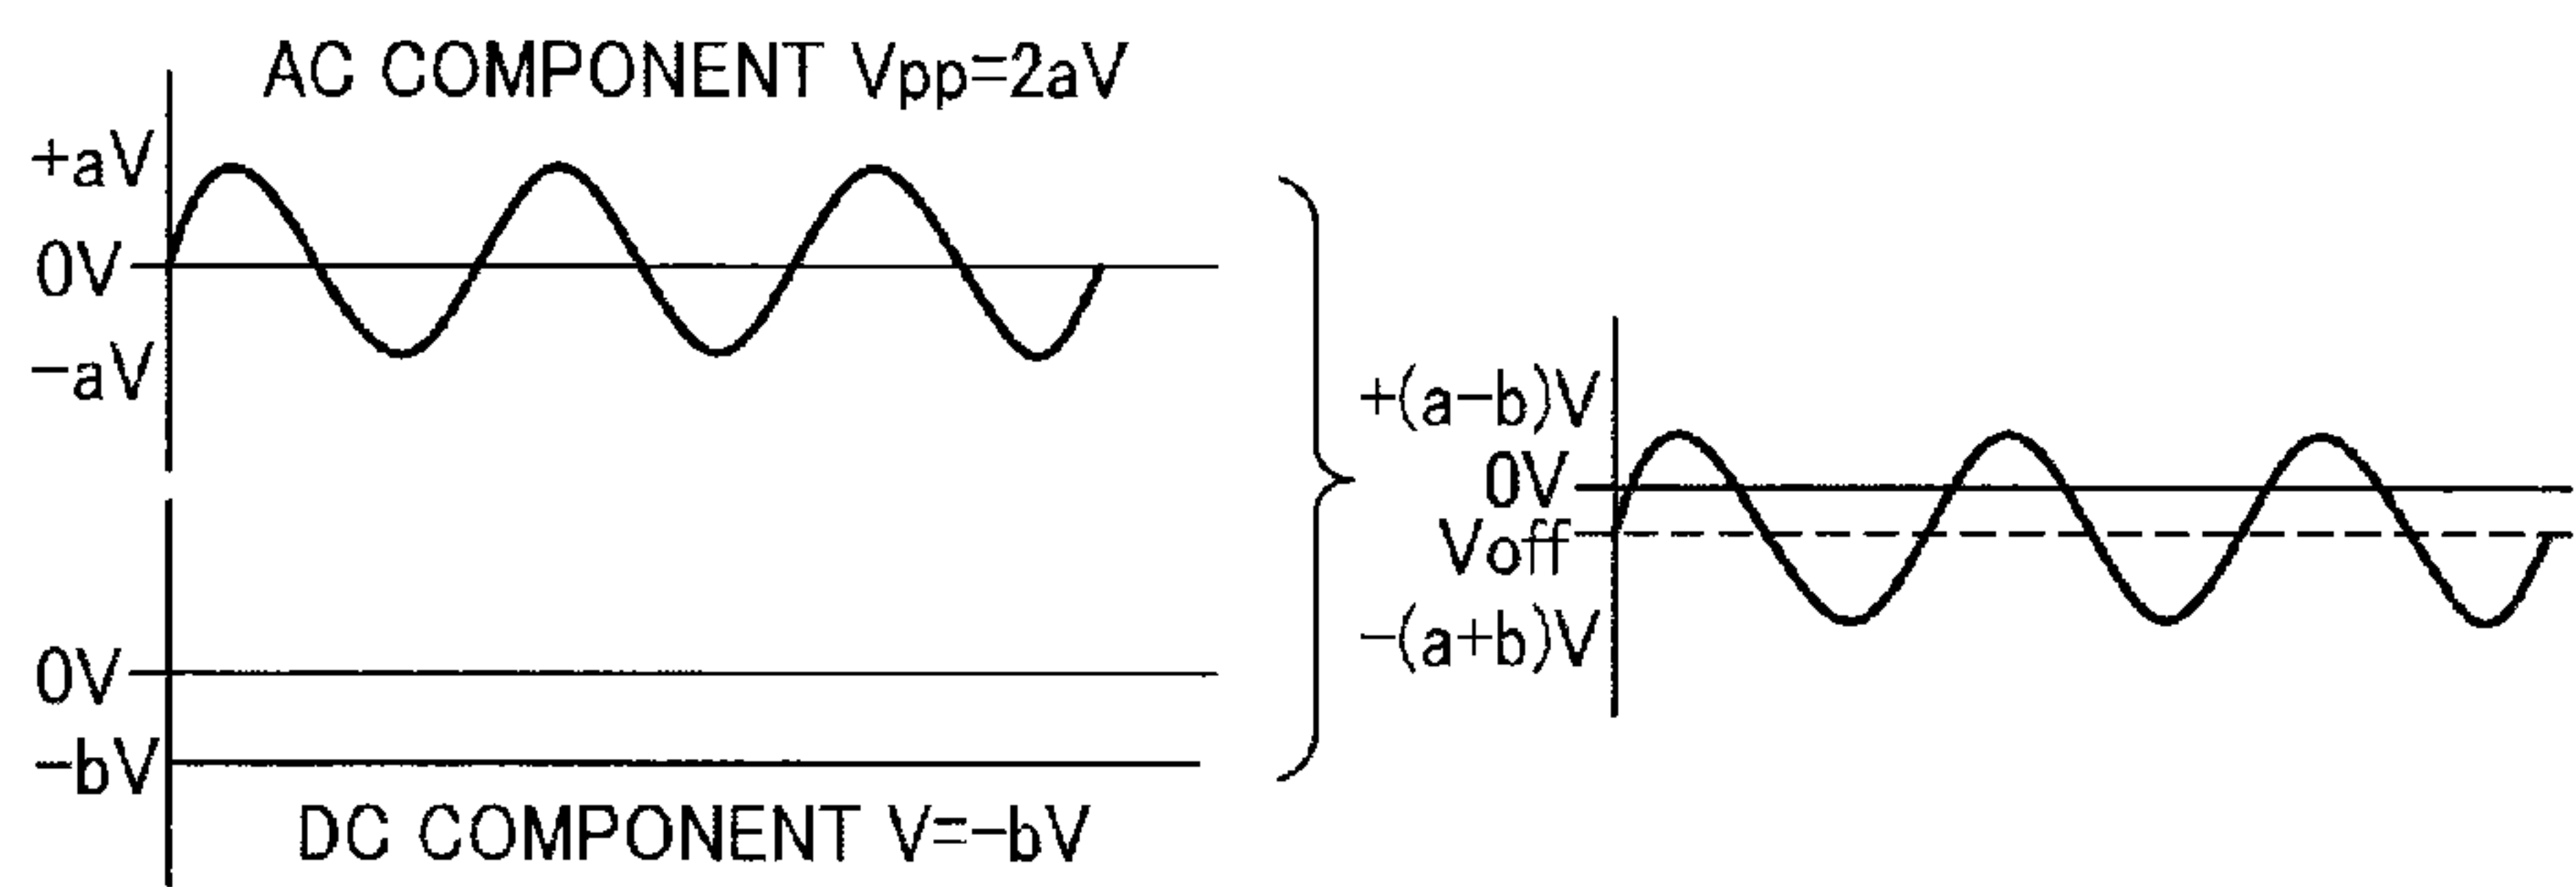 AC COMPONENT Vpp=2aV
+aV
0V
−aV
0V
−bV
DC COMPONENT V=−bV
+(a−b)V
0V
Voff
−(a+b)V